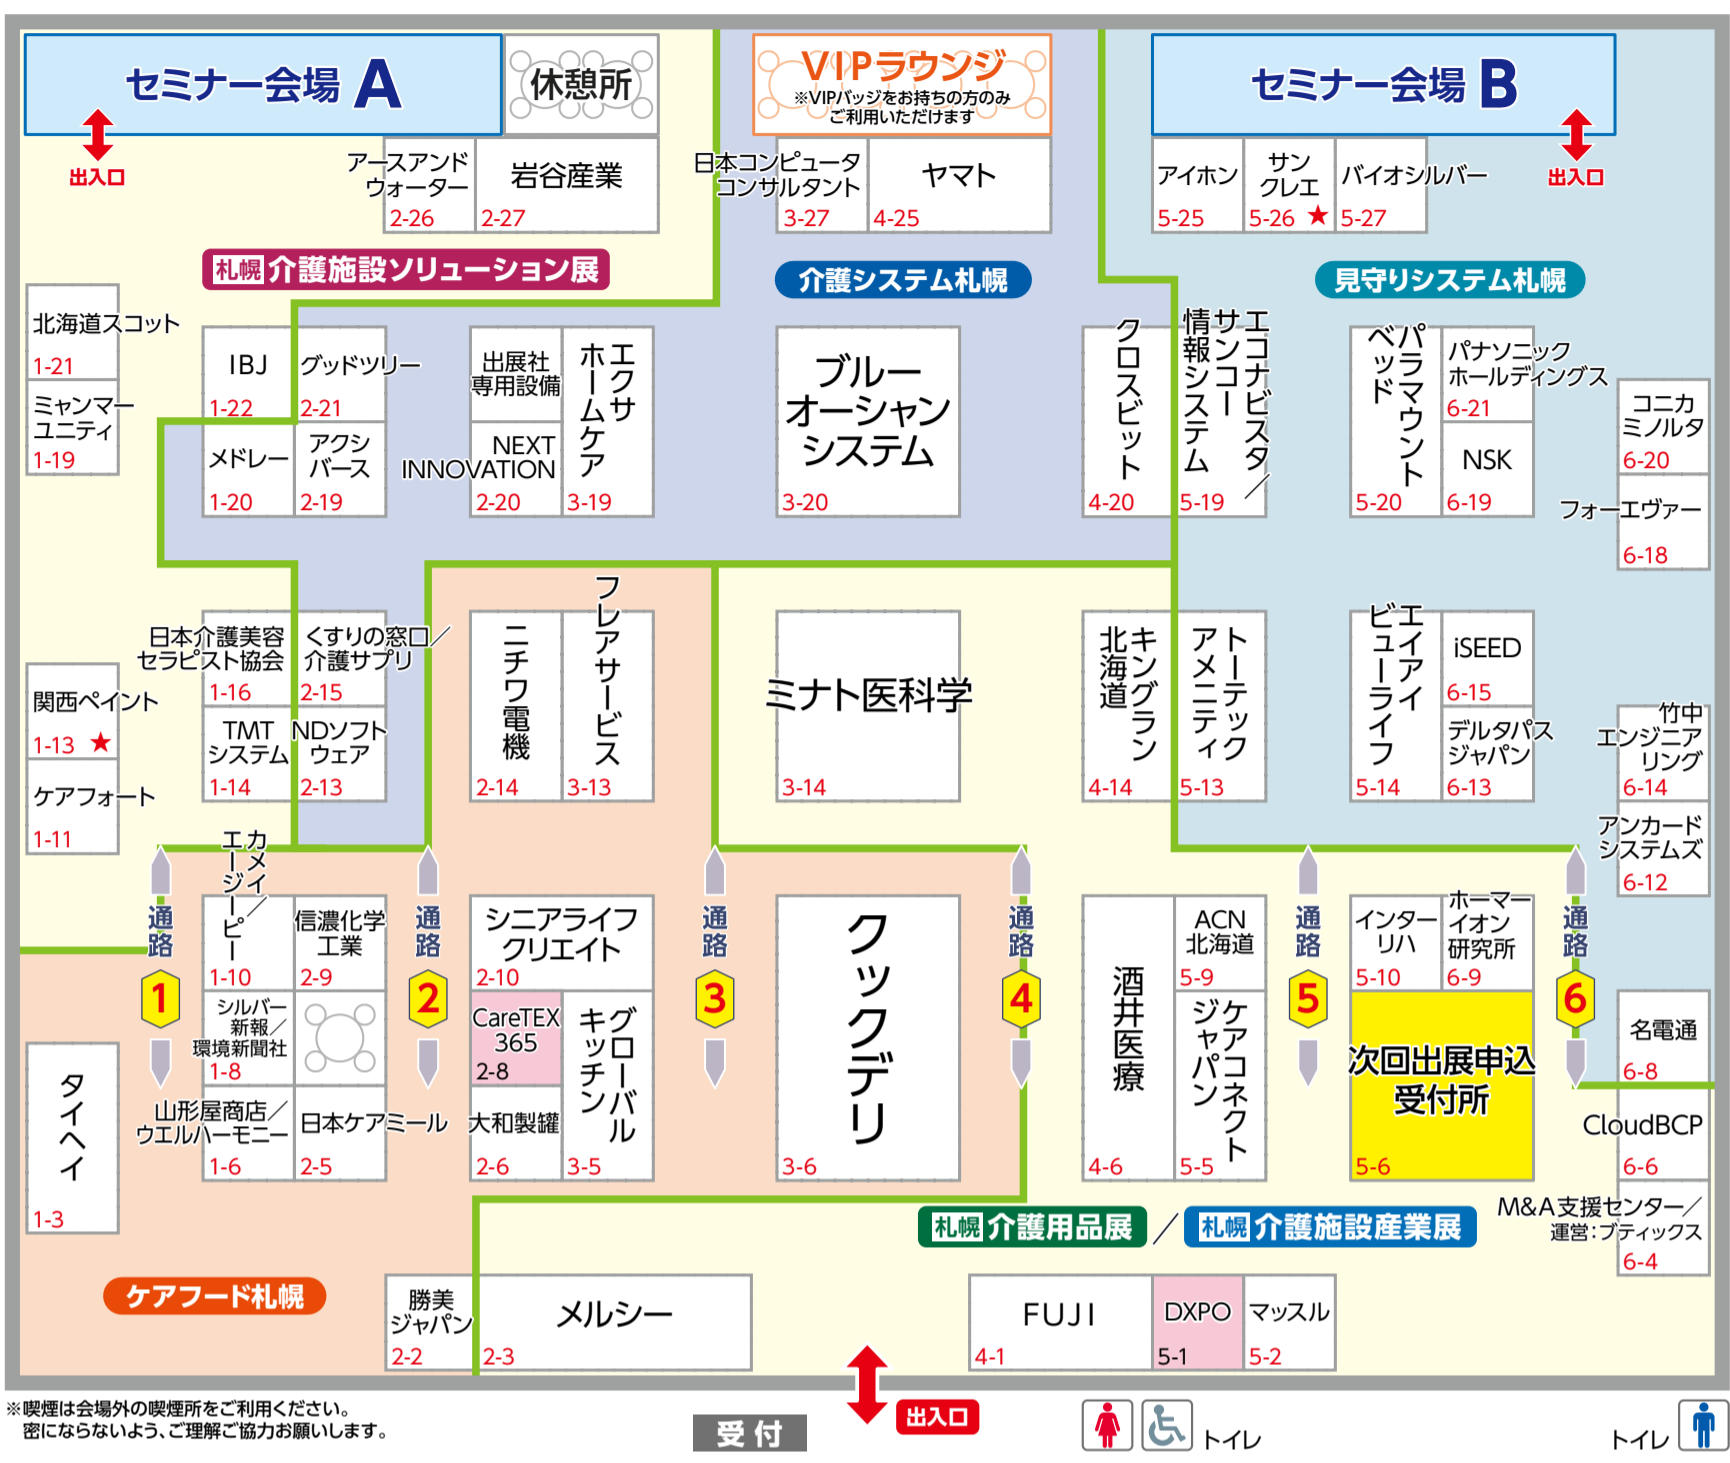 セミナー会場 A
出入口
休憩所
VIPラウンジ
※VIPバッジをお持ちの方のみ
ご利用いただけます
セミナー会場 B
出入口
アースアンド
ウォーター
2-26
岩谷産業
2-27
日本コンピュータ
コンサルタント
3-27
ヤマト
4-25
アイホン
5-25
サン
クレエ
5-26 ★
バイオシルバー
5-27
札幌 介護施設ソリューション展
介護システム札幌
見守りシステム札幌
北海道スコット
1-21
ミャンマー
ユニティ
1-19
IBJ
1-22
グッドツリー
2-21
メドレー
1-20
アクシ
バース
2-19
出展社
専用設備
NEXT
INNOVATION
2-20
エクサ
ホームケア
3-19
ブルー
オーシャン
システム
3-20
クロスビット
4-20
エコナビスタ／
サンコー
情報システム
5-19
パラマウント
ベッド
5-20
パナソニック
ホールディングス
6-21
NSK
6-19
コニカ
ミノルタ
6-20
フォーエヴァー
6-18
関西ペイント
1-13 ★
ケアフォート
1-11
日本介護美容
セラピスト協会
1-16
くすりの窓口／
介護サプリ
2-15
TMT
システム
1-14
NDソフト
ウェア
2-13
ニチワ電機
2-14
フレアサービス
3-13
ミナト医科学
3-14
キングラン
北海道
4-14
トーテック
アメニティ
5-13
エイアイ
ビューライフ
5-14
iSEED
6-15
デルタパス
ジャパン
6-13
竹中
エンジニア
リング
6-14
アンカード
システムズ
6-12
通路
1
通路
2
通路
3
通路
4
通路
5
通路
6
カメイ／
エージーピー
1-10
信濃化学
工業
2-9
シルバー
新報／
環境新聞社
1-8
山形屋商店／
ウエルハーモニー
1-6
日本ケアミール
2-5
タイヘイ
1-3
シニアライフ
クリエイト
2-10
CareTEX
365
2-8
グローバル
キッチン
3-5
大和製罐
2-6
クックデリ
3-6
酒井医療
4-6
ACN
北海道
5-9
ケアコネクト
ジャパン
5-5
インター
リハ
5-10
ホーマー
イオン
研究所
6-9
次回出展申込
受付所
5-6
名電通
6-8
CloudBCP
6-6
M&A支援センター／
運営：ブティックス
6-4
札幌 介護用品展 ／ 札幌 介護施設産業展
ケアフード札幌
勝美
ジャパン
2-2
メルシー
2-3
FUJI
4-1
DXPO
5-1
マッスル
5-2
※喫煙は会場外の喫煙所をご利用ください。
密にならないよう、ご理解ご協力お願いします。
受付
出入口
トイレ
トイレ